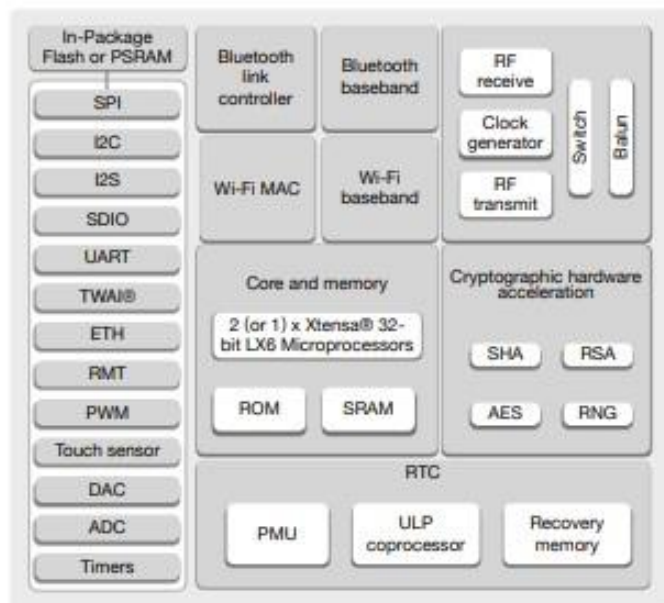 In-Package
Flash or PSRAM
SPI
I2C
I2S
SDIO
UART
TWAI®
ETH
RMT
PWM
Touch sensor
DAC
ADC
Timers
Bluetooth
link
controller
Bluetooth
baseband
Wi-Fi MAC
Wi-Fi
baseband
RF
receive
Clock
generator
RF
transmit
Switch
Balun
Core and memory
2 (or 1) x Xtensa® 32-
bit LX6 Microprocessors
ROM
SRAM
Cryptographic hardware
acceleration
SHA
RSA
AES
RNG
RTC
PMU
ULP
coprocessor
Recovery
memory